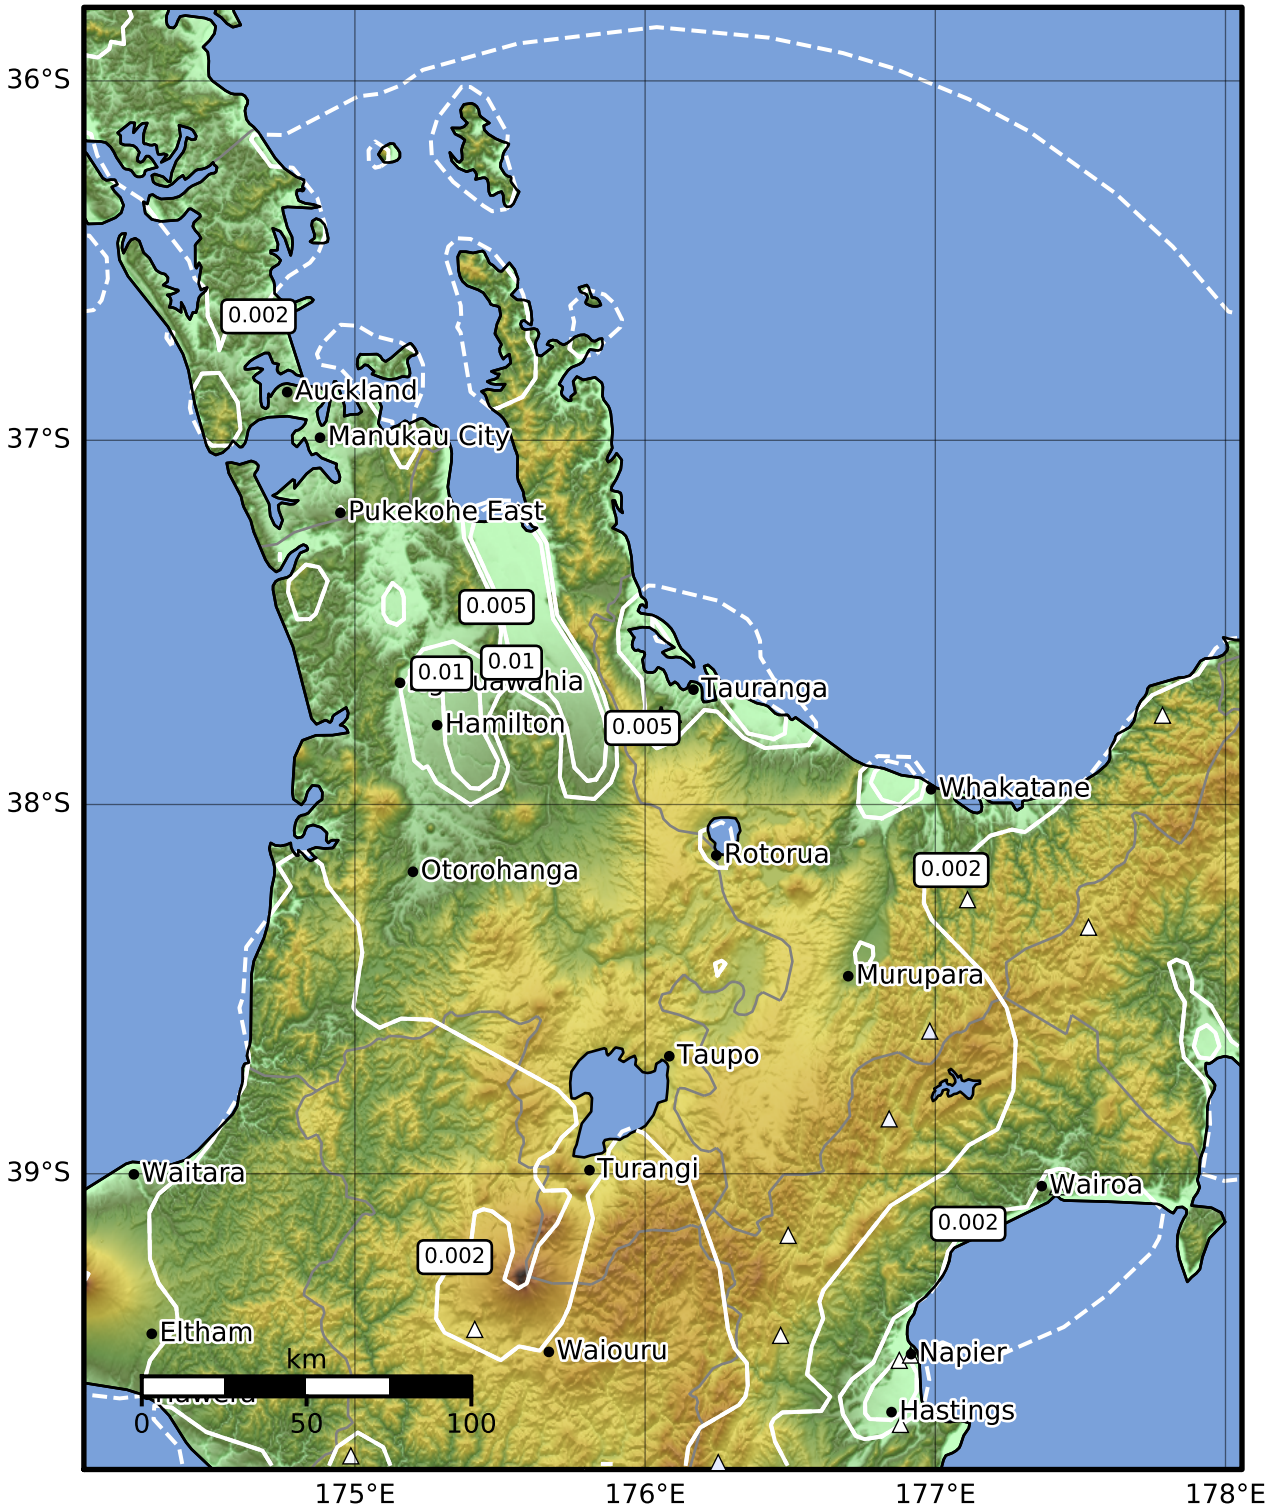 36°S
0.002
Auckland
37°S
Manukau City
Pukekohe East
0.005
0.01
0.01
Tauranga
Hamilton
0.005
Whakatane
38°S
Rotorua
Otorohanga
0.002
Murupara
Taupo
39°S
Waitara
Turangi
Wairoa
0.002
0.002
Eltham
Waiouru
Napier
km
Hastings
0 50 100
175°E 176°E 177°E 178°E